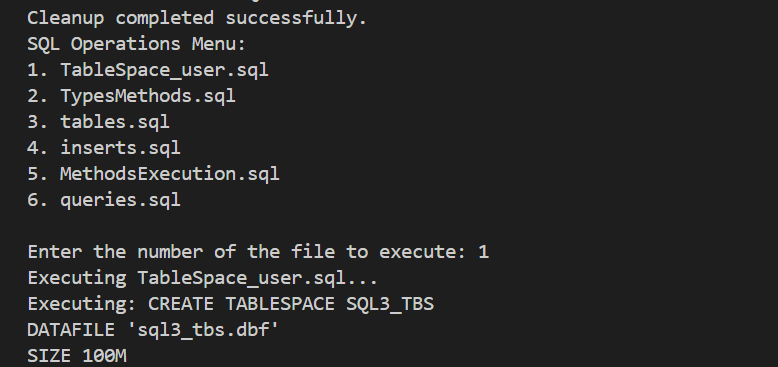 Cleanup completed successfully.
SQL Operations Menu:
1. TableSpace_user.sql
2. TypesMethods.sql
3. tables.sql
4. inserts.sql
5. MethodsExecution.sql
6. queries.sql
Enter the number of the file to execute: 1
Executing TableSpace_user.sql...
Executing: CREATE TABLESPACE SQL3_TBS
DATAFILE 'sql3_tbs.dbf'
SIZE 100M